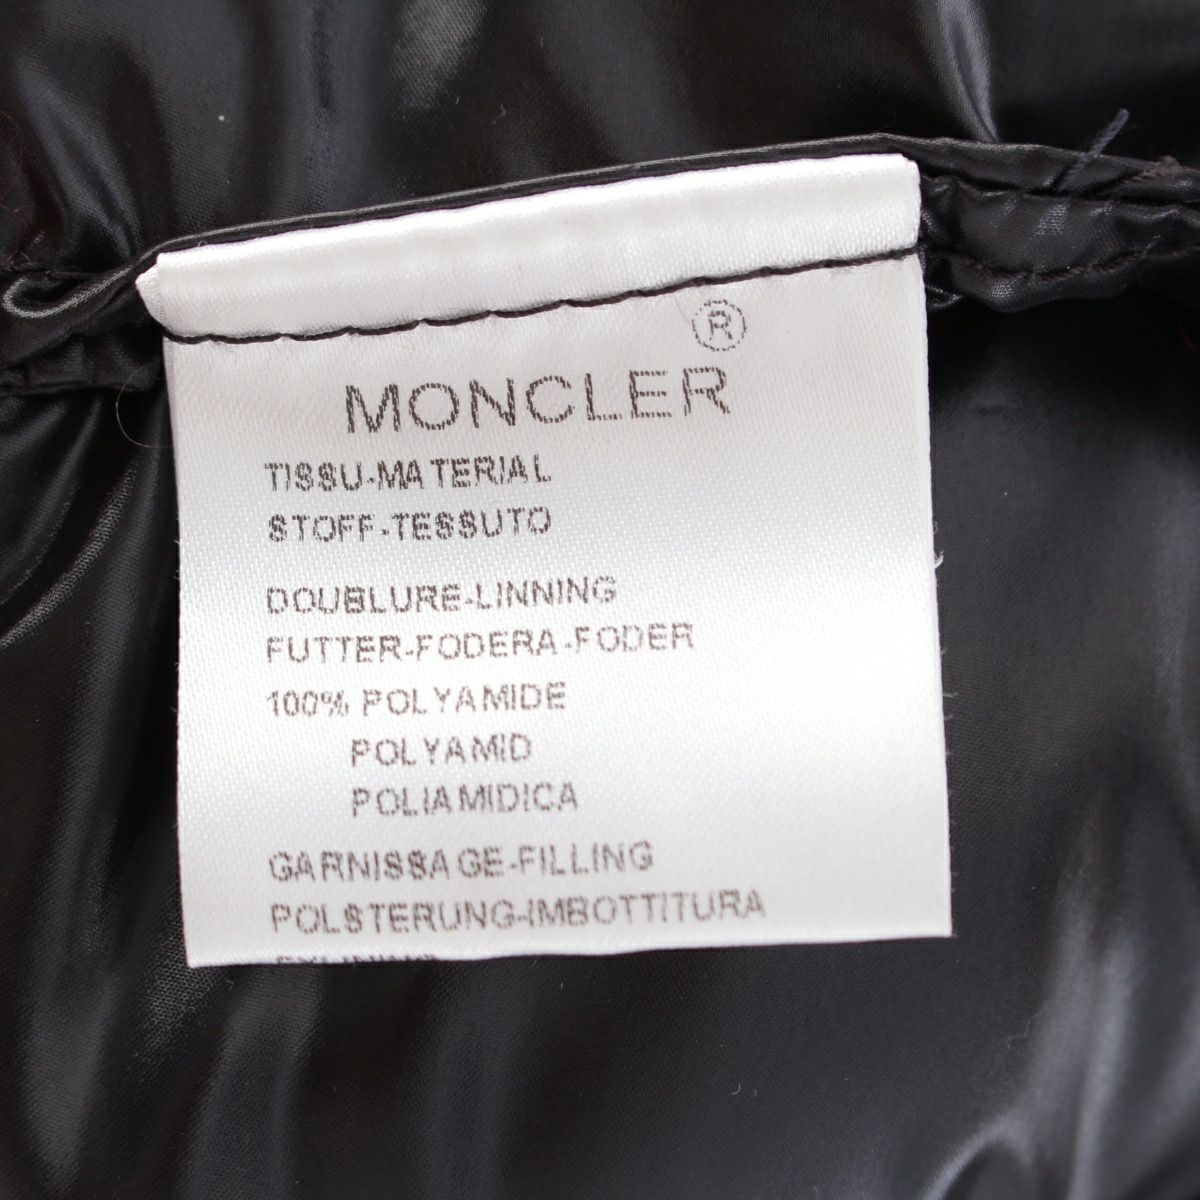 ®
MONCLER
TISSU-MATERIAL
STOFF-TESSUTO
DOUBLURE-LINNING
FUTTER-FODERA-FODER
100% POLYAMIDE
POLYAMID
POLIAMIDICA
GARNISSAGE-FILLING
POLSTERUNG-IMBOTTITURA